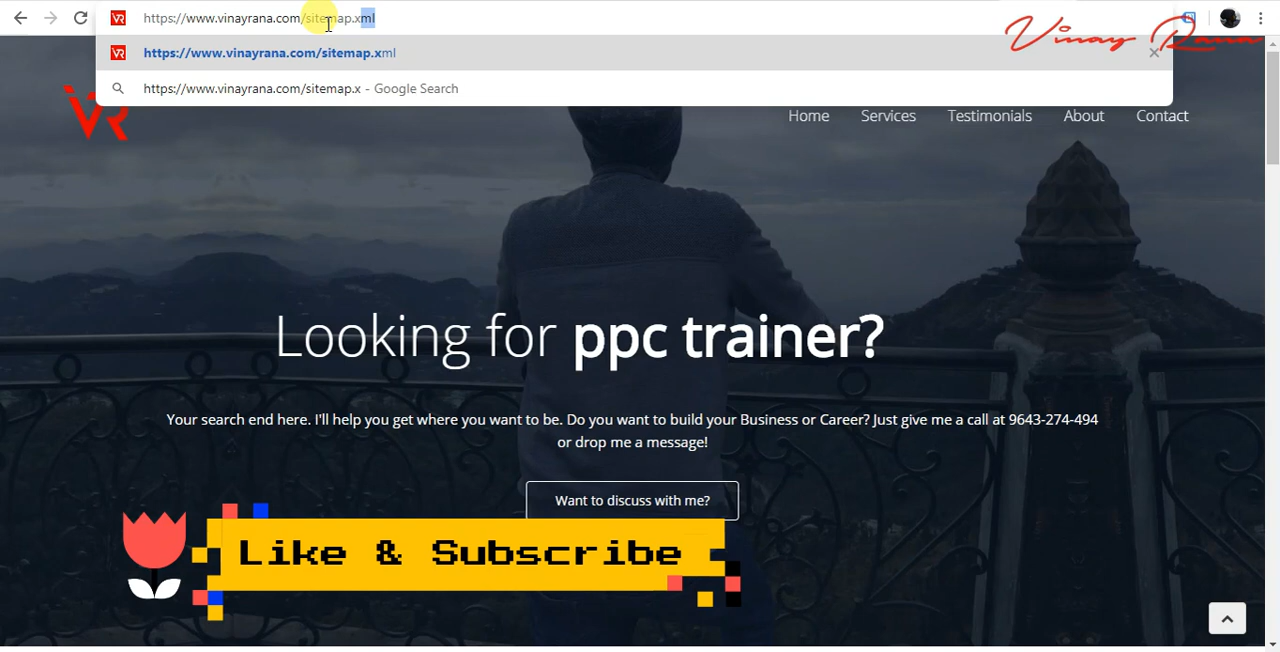 https://www.vinayrana.com/sitemap.xml
Vinay Rana
https://www.vinayrana.com/sitemap.xml
https://www.vinayrana.com/sitemap.x - Google Search
VR
Home Services Testimonials About Contact
Looking for ppc trainer?
Your search end here. I'll help you get where you want to be. Do you want to build your Business or Career? Just give me a call at 9643-274-494
or drop me a message!
Want to discuss with me?
Like & Subscribe